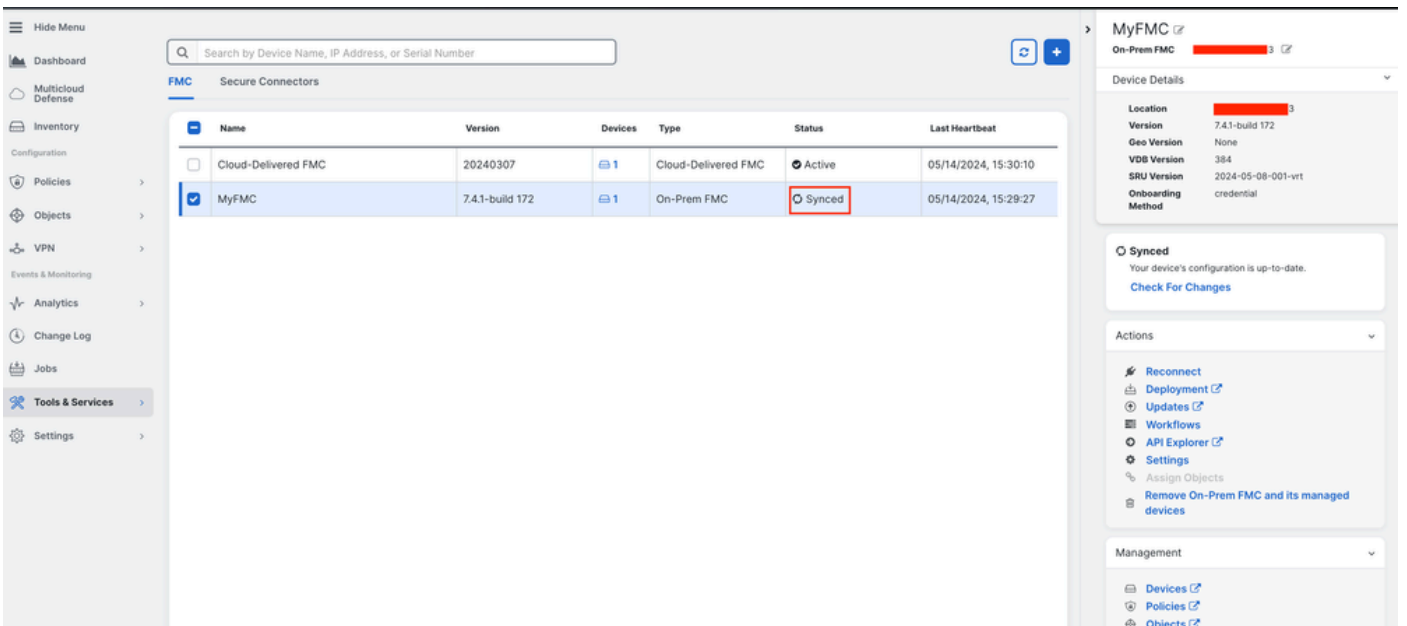 Hide Menu
Dashboard
Multicloud
Defense
Inventory
Configuration
Policies
Objects
VPN
Events & Monitoring
Analytics
Change Log
Jobs
Tools & Services
Settings
Search by Device Name, IP Address, or Serial Number
FMC Secure Connectors
Name Version Devices Type Status Last Heartbeat
Cloud-Delivered FMC 20240307 1 Cloud-Delivered FMC Active 05/14/2024, 15:30:10
MyFMC 7.4.1-build 172 1 On-Prem FMC Synced 05/14/2024, 15:29:27
MyFMC
On-Prem FMC 3
Device Details
Location 3
Version 7.4.1-build 172
Geo Version None
VDB Version 384
SRU Version 2024-05-08-001-vrt
Onboarding credential
Method
Synced
Your device's configuration is up-to-date.
Check For Changes
Actions
Reconnect
Deployment
Updates
Workflows
API Explorer
Settings
Assign Objects
Remove On-Prem FMC and its managed
devices
Management
Devices
Policies
Objects